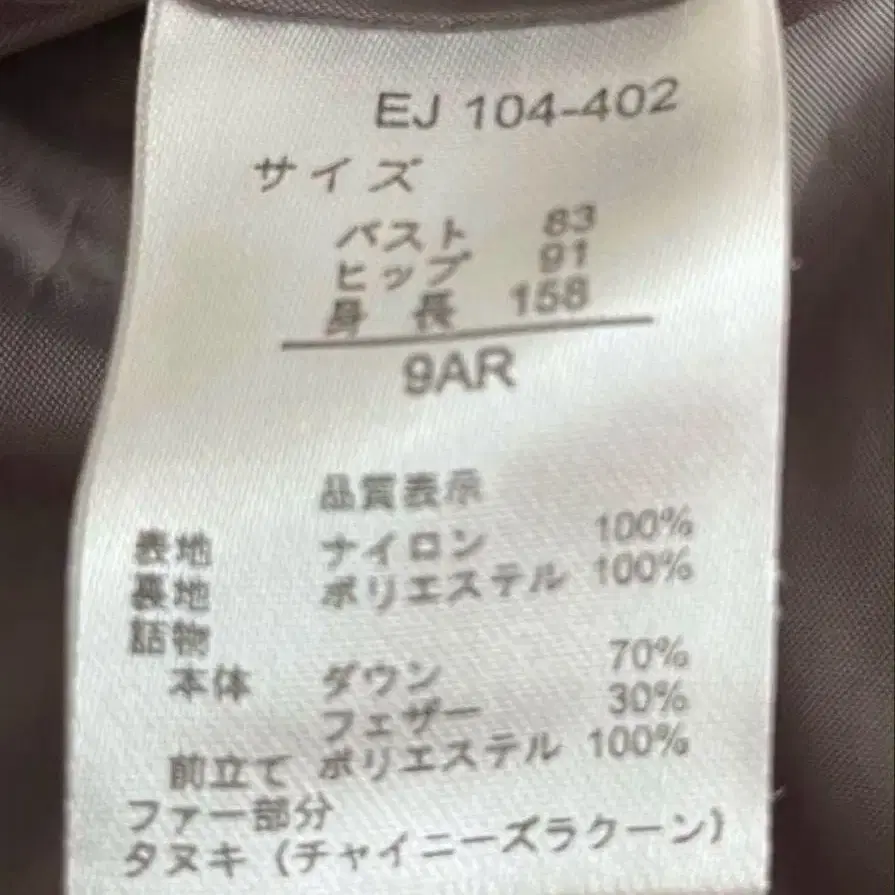 EJ 104-402
サイズ
バスト 83
ヒップ 91
身長 158
9AR
品質表示
表地 ナイロン 100%
裏地 ポリエステル 100%
詰物
本体 ダウン 70%
フェザー 30%
前立て ポリエステル 100%
ファー部分
タヌキ (チャイニーズラクーン)